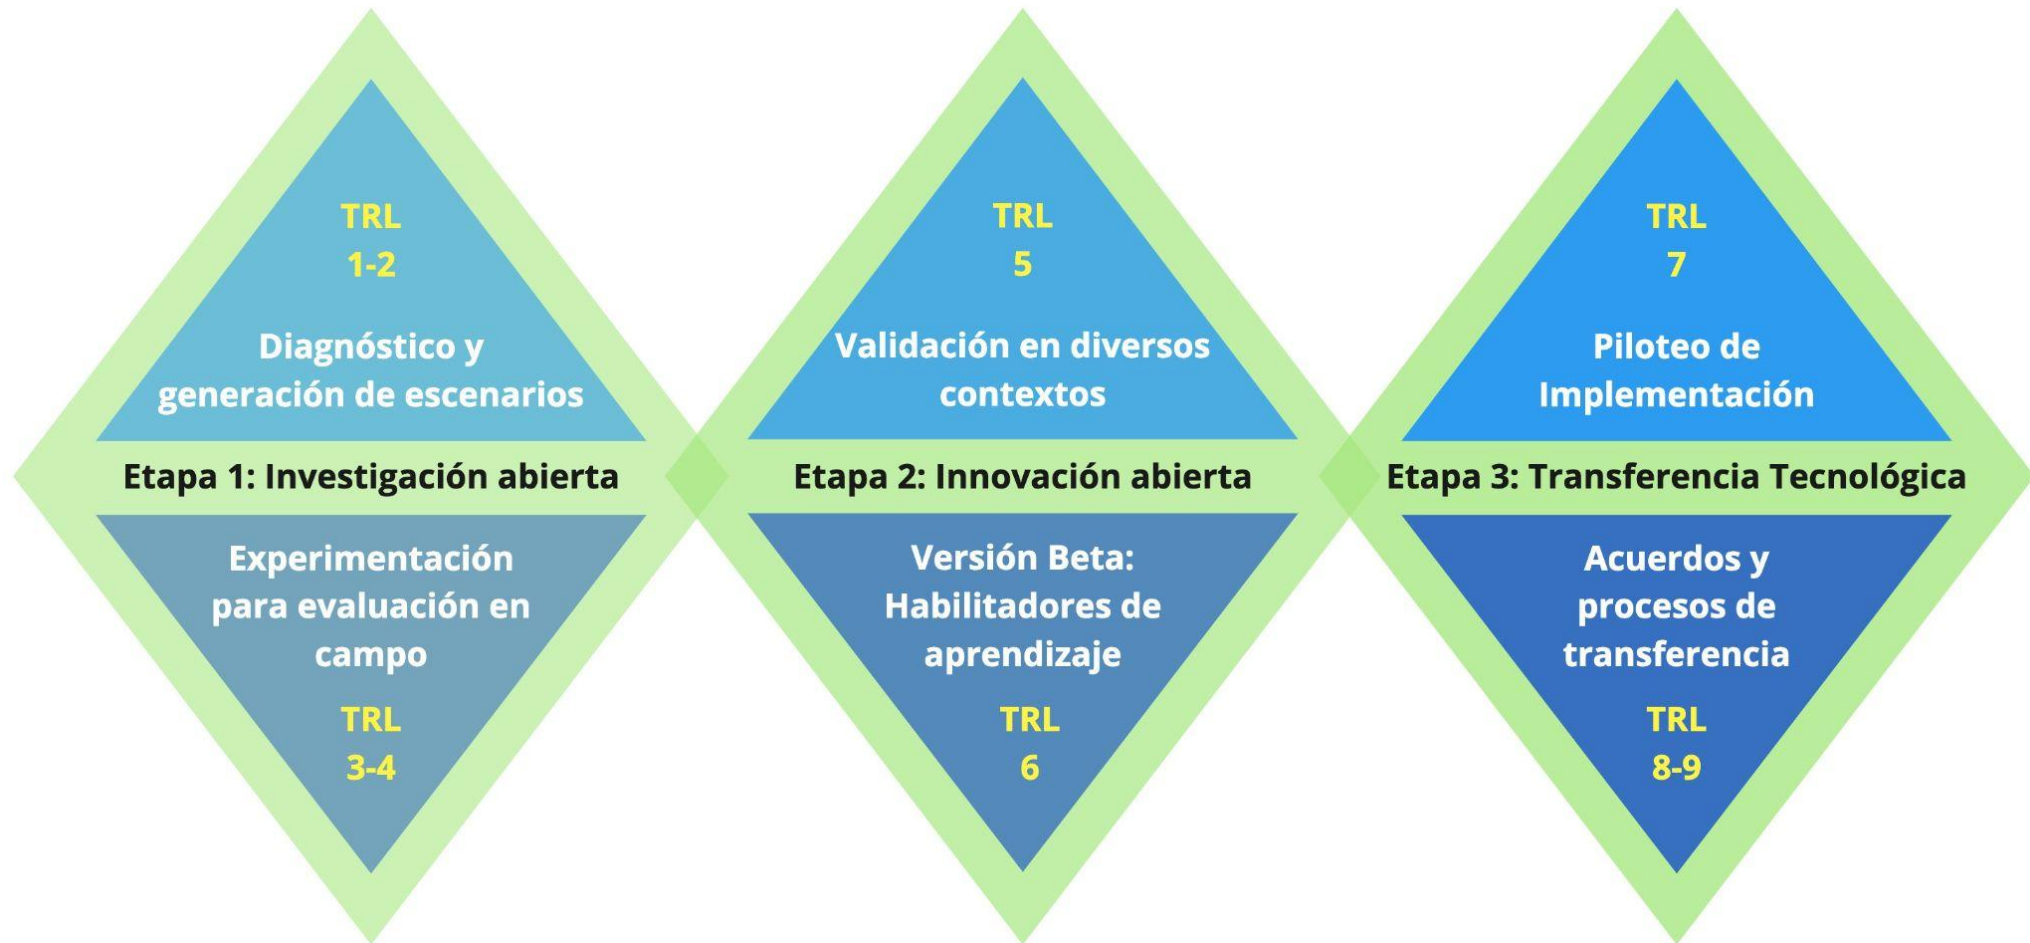 TRL
1-2
Diagnóstico y
generación de escenarios
Etapa 1: Investigación abierta
Experimentación
para evaluación en
campo
TRL
3-4
TRL
5
Validación en diversos
contextos
Etapa 2: Innovación abierta
Versión Beta:
Habilitadores de
aprendizaje
TRL
6
TRL
7
Piloteo de
Implementación
Etapa 3: Transferencia Tecnológica
Acuerdos y
procesos de
transferencia
TRL
8-9